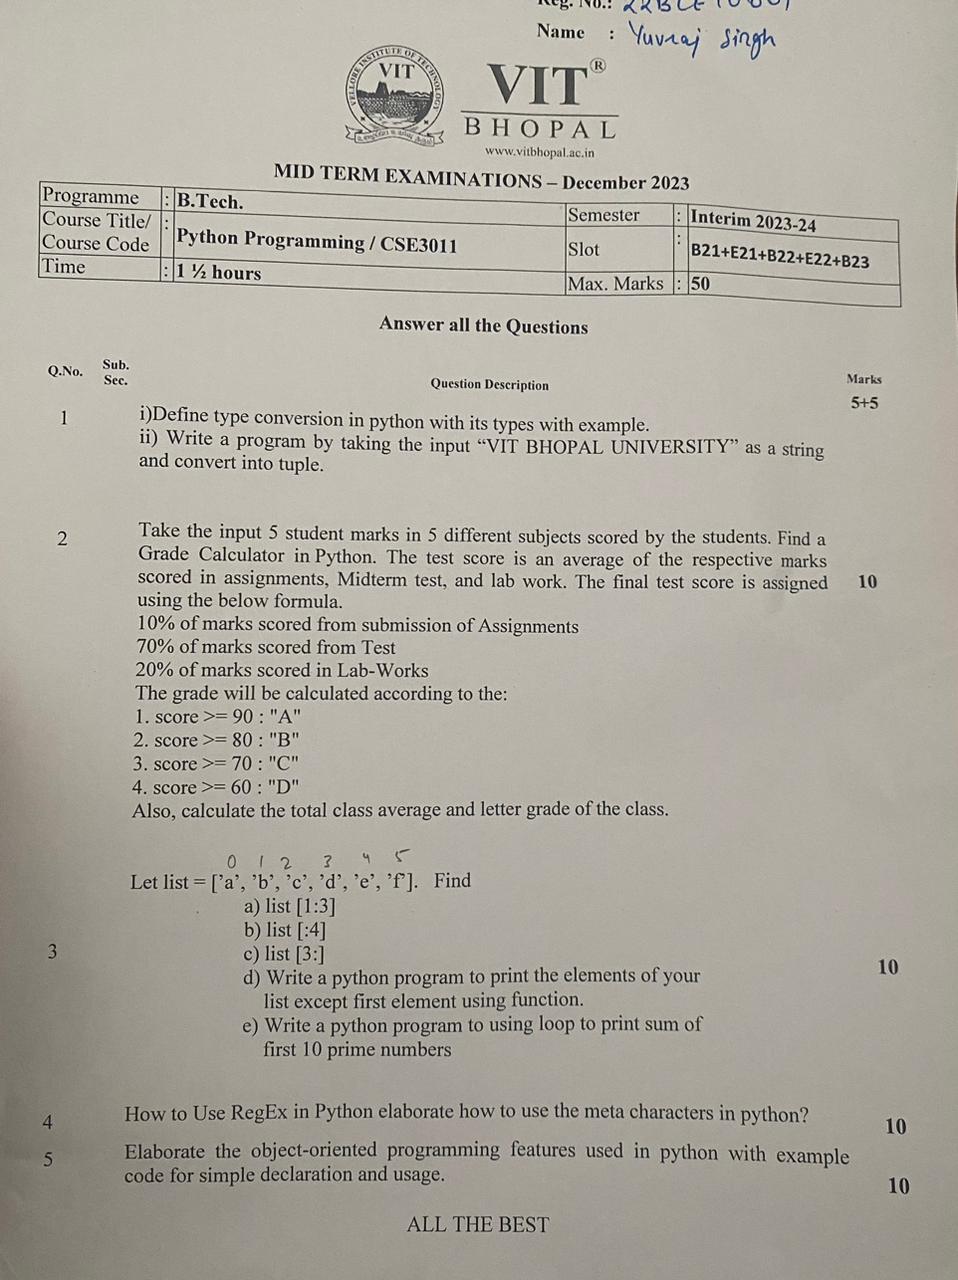 Reg. No.:
Name : Yuvraj Singh
VELLORE INSTITUTE OF TECHNOLOGY
VIT
VIT®
BHOPAL
www.vitbhopal.ac.in
MID TERM EXAMINATIONS – December 2023
Programme : B.Tech. Semester : Interim 2023-24
Course Title/ Course Code : Python Programming / CSE3011 Slot : B21+E21+B22+E22+B23
Time : 1 ½ hours Max. Marks : 50
Answer all the Questions
Q.No. Sub. Sec. Question Description Marks
5+5
1 i)Define type conversion in python with its types with example.
ii) Write a program by taking the input “VIT BHOPAL UNIVERSITY” as a string
and convert into tuple.
2 Take the input 5 student marks in 5 different subjects scored by the students. Find a
Grade Calculator in Python. The test score is an average of the respective marks
scored in assignments, Midterm test, and lab work. The final test score is assigned 10
using the below formula.
10% of marks scored from submission of Assignments
70% of marks scored from Test
20% of marks scored in Lab-Works
The grade will be calculated according to the:
1. score >= 90 : "A"
2. score >= 80 : "B"
3. score >= 70 : "C"
4. score >= 60 : "D"
Also, calculate the total class average and letter grade of the class.
0 1 2 3 4 5
Let list = [’a’, ’b’, ’c’, ’d’, ’e’, ’f’]. Find
a) list [1:3]
b) list [:4]
3 c) list [3:] 10
d) Write a python program to print the elements of your
list except first element using function.
e) Write a python program to using loop to print sum of
first 10 prime numbers
4 How to Use RegEx in Python elaborate how to use the meta characters in python? 10
5 Elaborate the object-oriented programming features used in python with example
code for simple declaration and usage. 10
ALL THE BEST